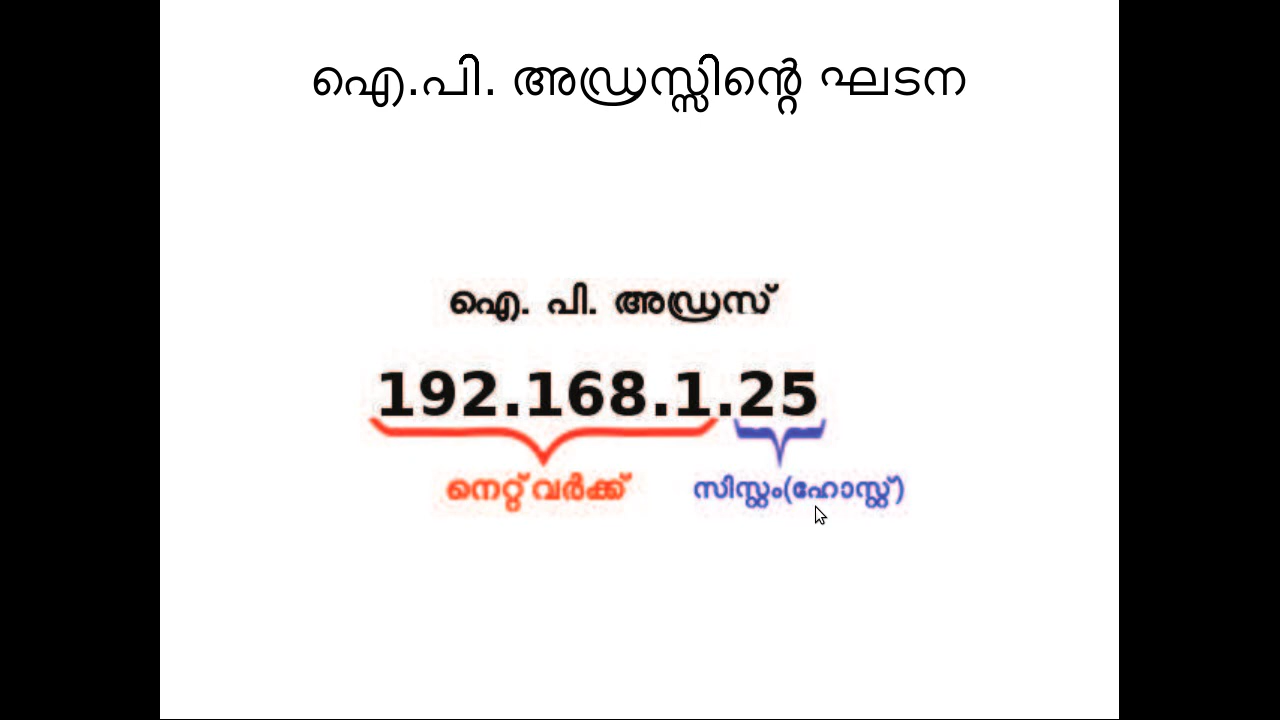 ഐ.പി. അഡ്രസ്സിന്റെ ഘടന
ഐ. പി. അഡ്രസ്
192.168.1.25
നെറ്റ് വർക്ക് സിസ്റ്റം(ഹോസ്റ്റ്)